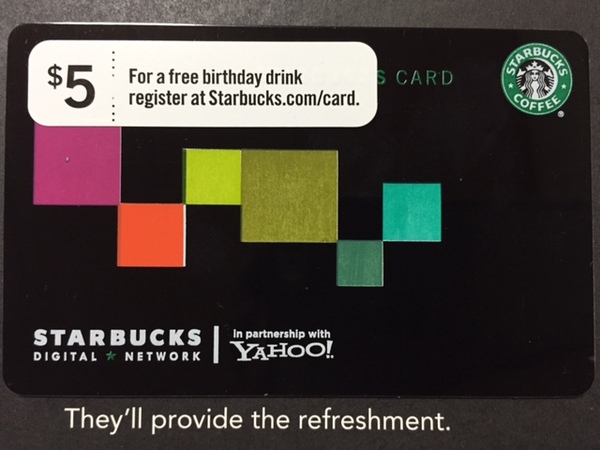 $5
For a free birthday drink
register at Starbucks.com/card.
S CARD
STARBUCKS
COFFEE
®
STARBUCKS
DIGITAL ★ NETWORK
in partnership with
YAHOO!
They'll provide the refreshment.